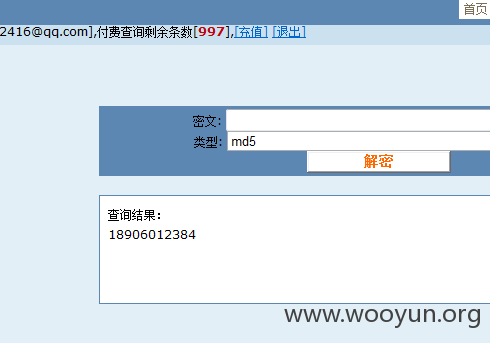 首页
2416@qq.com],付费查询剩余条数[997],[充值] [退出]
密文:
类型: md5
解密
查询结果:
18906012384
www.wooyun.org